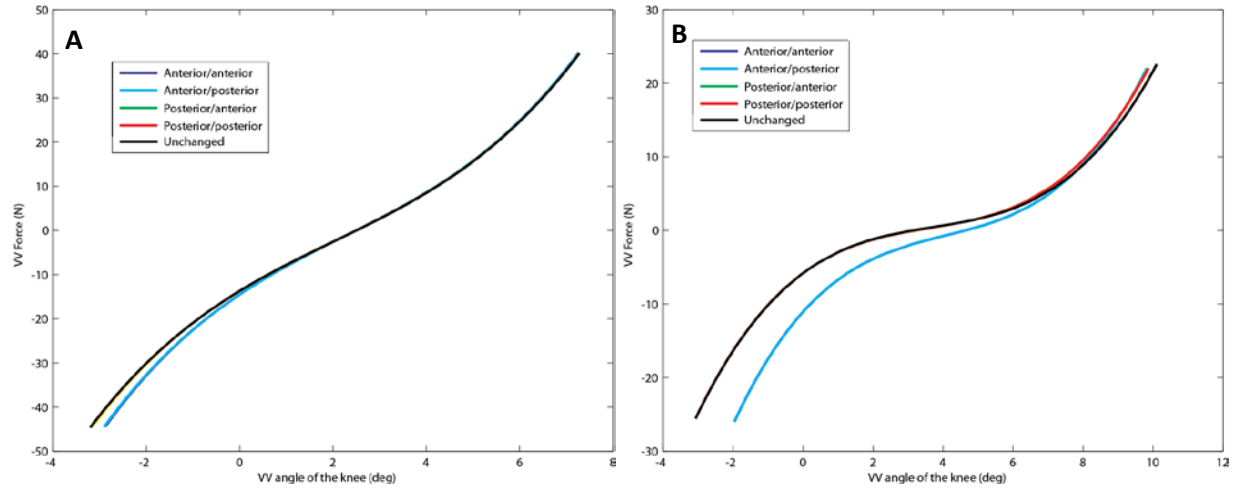 A
50
40
30
20
10
0
-10
-20
-30
-40
-50
VV Force (N)
Anterior/anterior
Anterior/posterior
Posterior/anterior
Posterior/posterior
Unchanged
-4
-2
0
2
4
6
8
VV angle of the knee (deg)
B
30
20
10
0
-10
-20
-30
VV Force (N)
Anterior/anterior
Anterior/posterior
Posterior/anterior
Posterior/posterior
Unchanged
-4
-2
0
2
4
6
8
10
12
VV angle of the knee (deg)